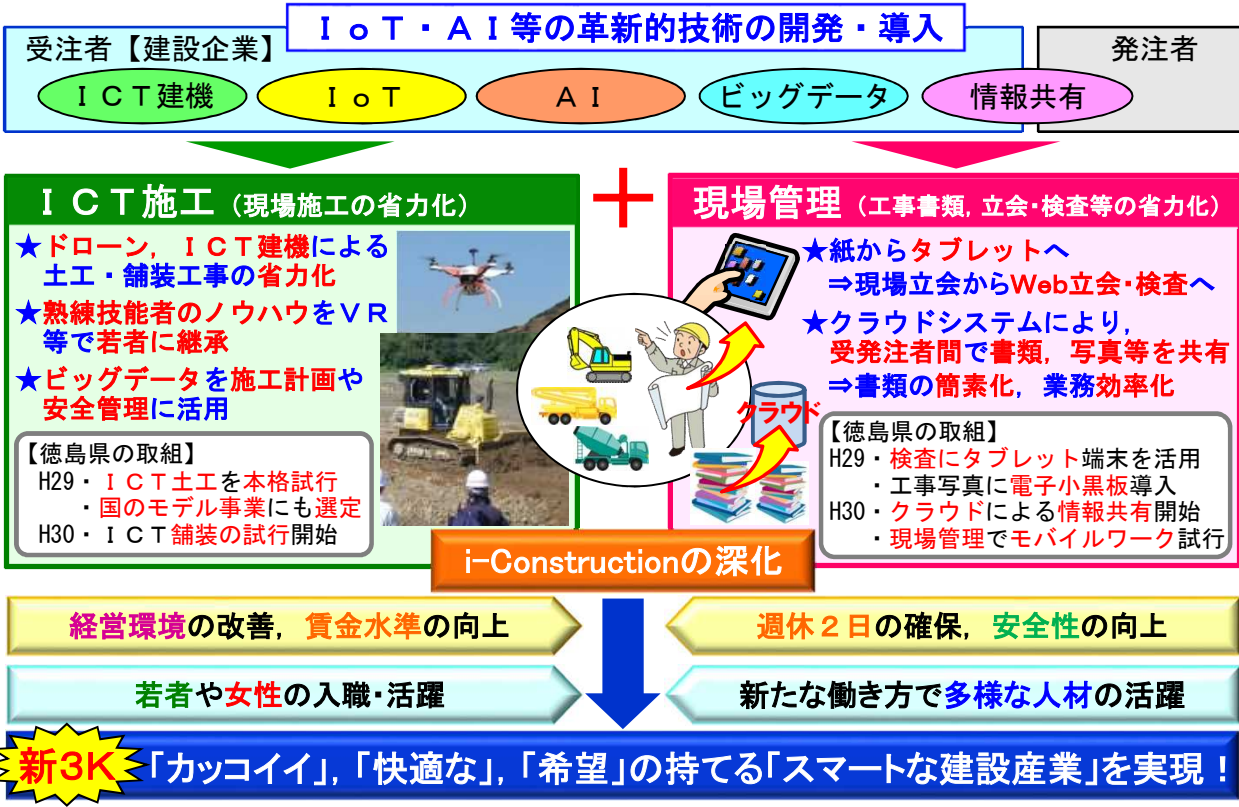 ＩｏＴ・ＡＩ等の革新的技術の開発・導入
受注者【建設企業】
発注者
ＩＣＴ建機
ＩｏＴ
ＡＩ
ビッグデータ
情報共有
ＩＣＴ施工（現場施工の省力化）
★ドローン，ＩＣＴ建機による
土工・舗装工事の省力化
★熟練技能者のノウハウをＶＲ
等で若者に継承
★ビッグデータを施工計画や
安全管理に活用
【徳島県の取組】
H29・ＩＣＴ土工を本格試行
・国のモデル事業にも選定
H30・ＩＣＴ舗装の試行開始
＋
現場管理（工事書類，立会・検査等の省力化）
★紙からタブレットへ
⇒現場立会からWeb立会・検査へ
★クラウドシステムにより，
受発注者間で書類，写真等を共有
⇒書類の簡素化，業務効率化
クラウド
【徳島県の取組】
H29・検査にタブレット端末を活用
・工事写真に電子小黒板導入
H30・クラウドによる情報共有開始
・現場管理でモバイルワーク試行
i-Constructionの深化
経営環境の改善，賃金水準の向上
週休２日の確保，安全性の向上
若者や女性の入職・活躍
新たな働き方で多様な人材の活躍
新3K「カッコイイ」，「快適な」，「希望」の持てる「スマートな建設産業」を実現！